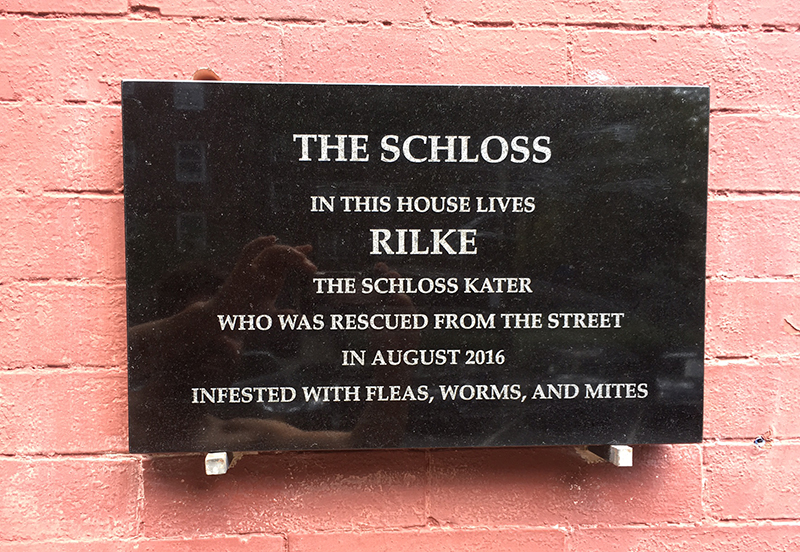 THE SCHLOSS
IN THIS HOUSE LIVES
RILKE
THE SCHLOSS KATER
WHO WAS RESCUED FROM THE STREET
IN AUGUST 2016
INFESTED WITH FLEAS, WORMS, AND MITES